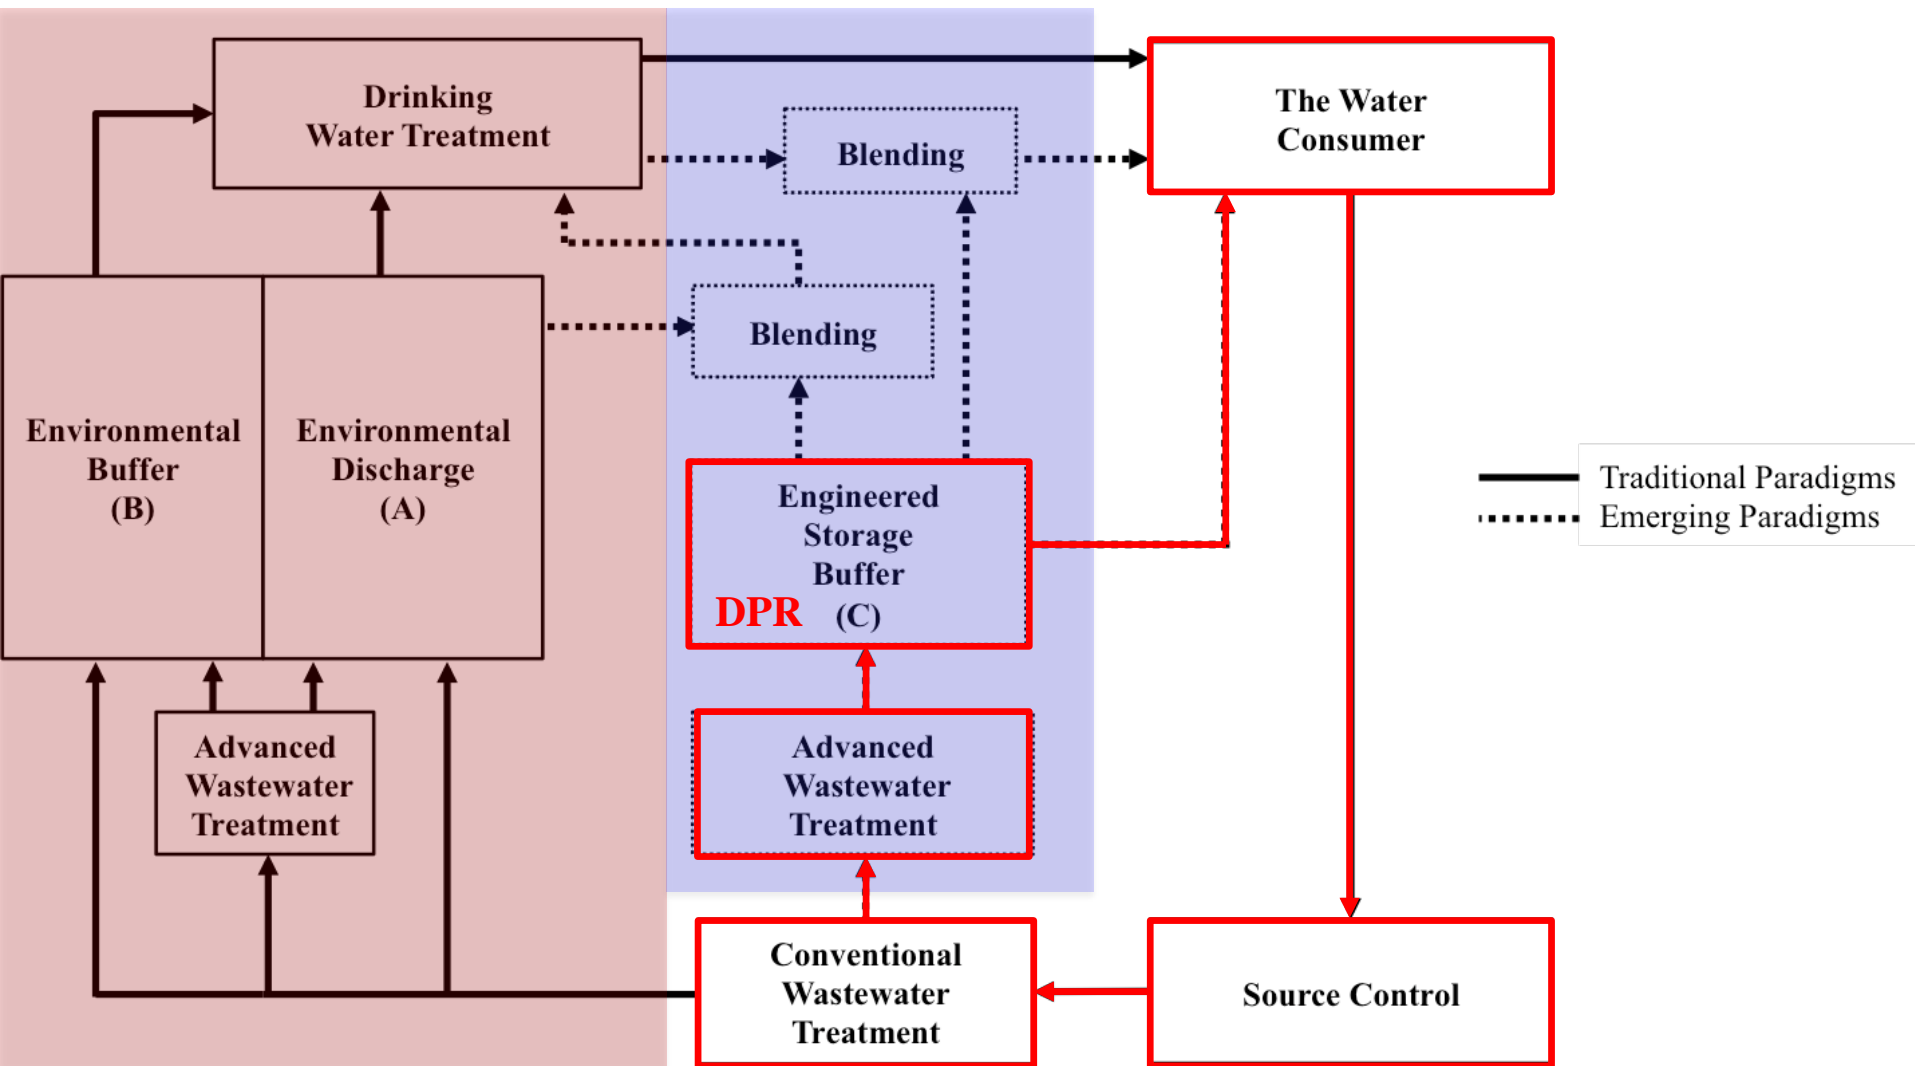 Drinking
Water Treatment
The Water
Consumer
Blending
Blending
Environmental
Buffer
(B)
Environmental
Discharge
(A)
Engineered
Storage
Buffer
DPR (C)
Traditional Paradigms
Emerging Paradigms
Advanced
Wastewater
Treatment
Advanced
Wastewater
Treatment
Conventional
Wastewater
Treatment
Source Control